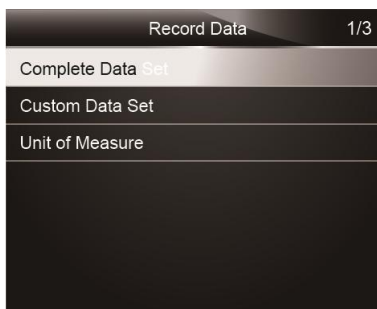 Record Data 1/3
Complete Data Set
Custom Data Set
Unit of Measure